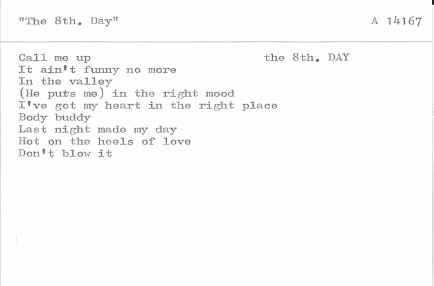 "The 8th. Day" A 14167
Call me up the 8th. DAY
It ain't funny no more
In the valley
(He puts me) in the right mood
I've got my heart in the right place
Body buddy
Last night made my day
Hot on the heels of love
Don't blow it